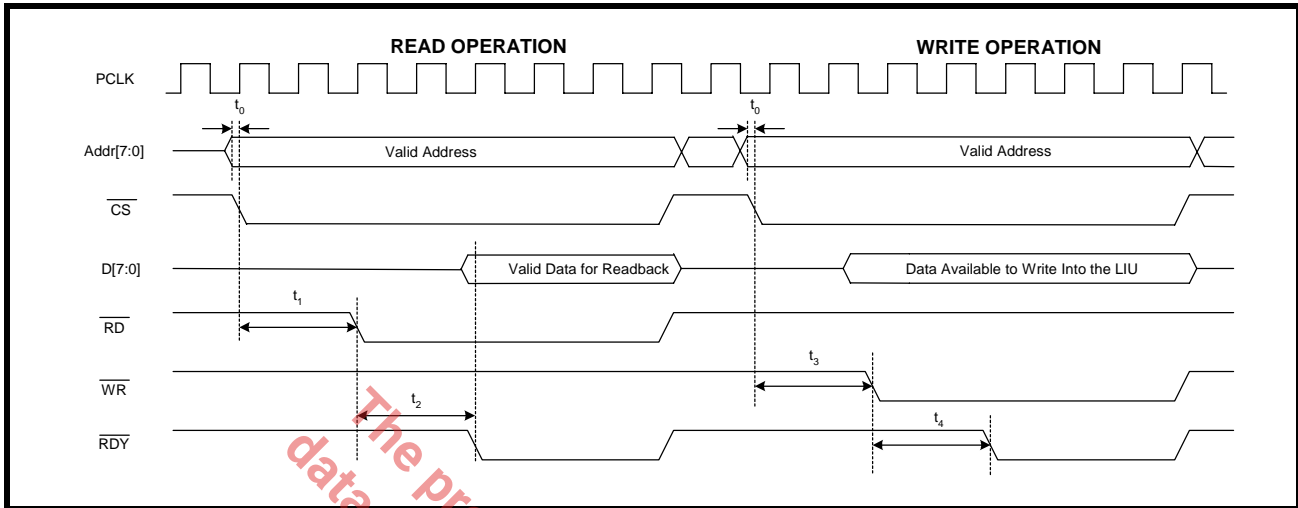 READ OPERATION WRITE OPERATION
PCLK
t0 t0
Addr[7:0] Valid Address Valid Address
CS
D[7:0] Valid Data for Readback Data Available to Write Into the LIU
t1
RD
t3
WR
t2 t4
RDY
The pr
data